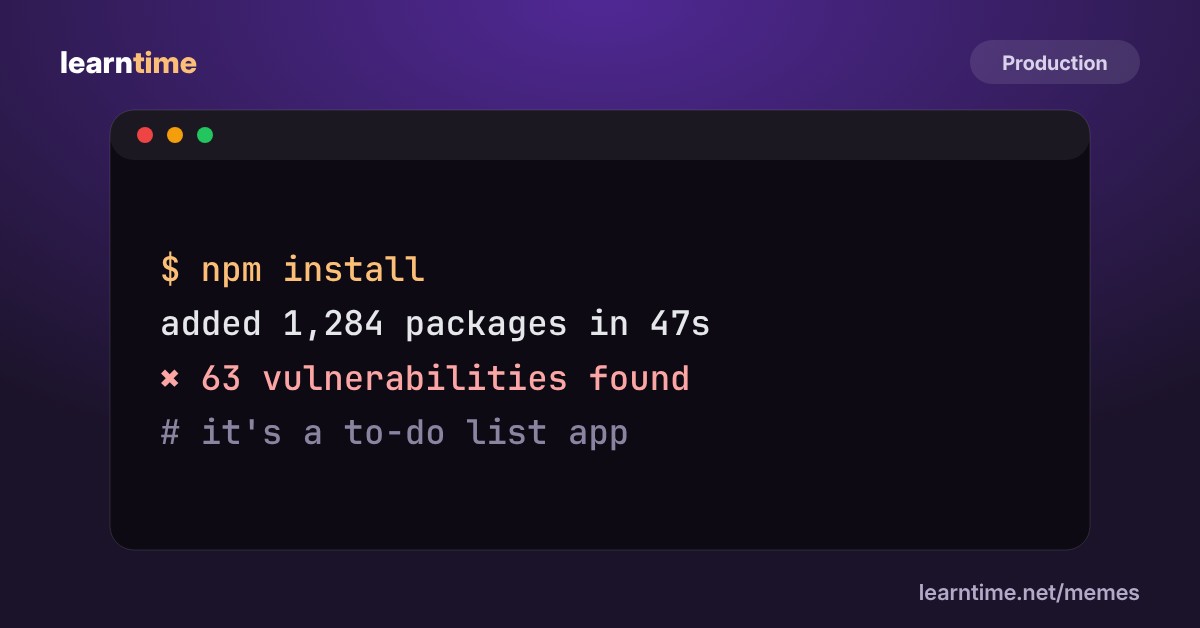 learntime
Production
$ npm install
added 1,284 packages in 47s
✖ 63 vulnerabilities found
# it's a to-do list app
learntime.net/memes